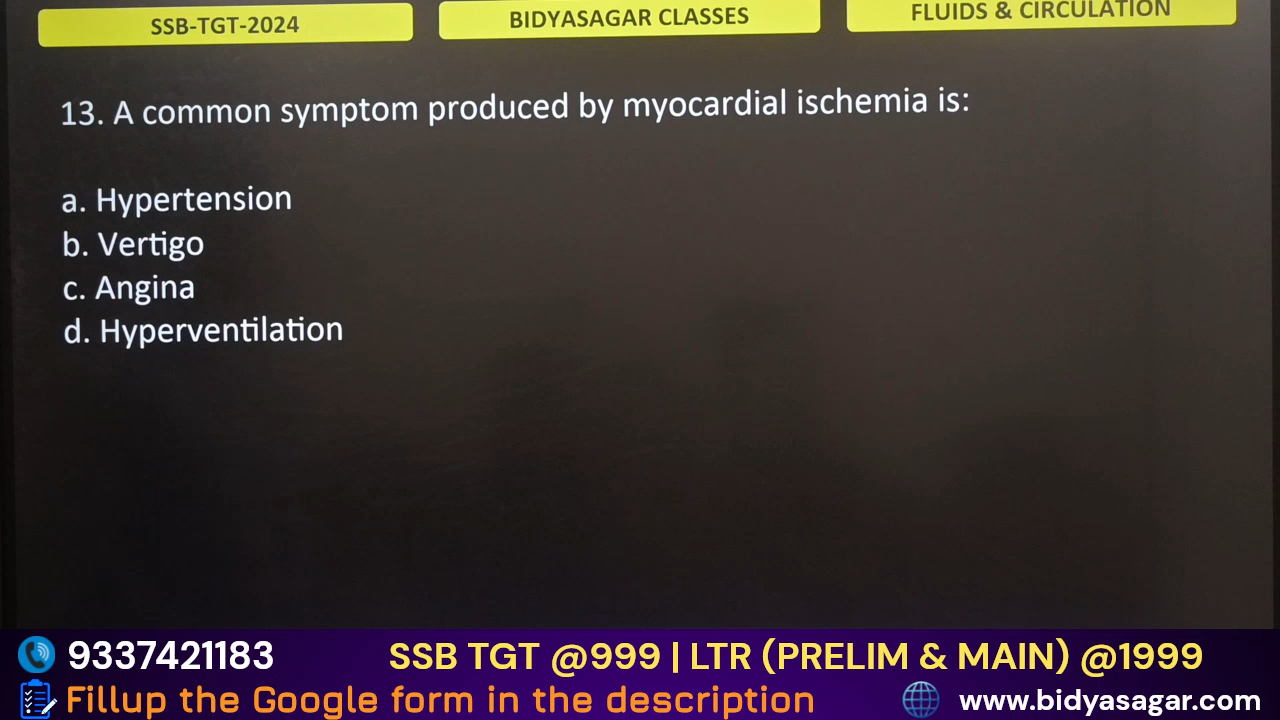 SSB-TGT-2024
BIDYASAGAR CLASSES
FLUIDS & CIRCULATION
13. A common symptom produced by myocardial ischemia is:
a. Hypertension
b. Vertigo
c. Angina
d. Hyperventilation
9337421183
SSB TGT @999 | LTR (PRELIM & MAIN) @1999
Fillup the Google form in the description
www.bidyasagar.com